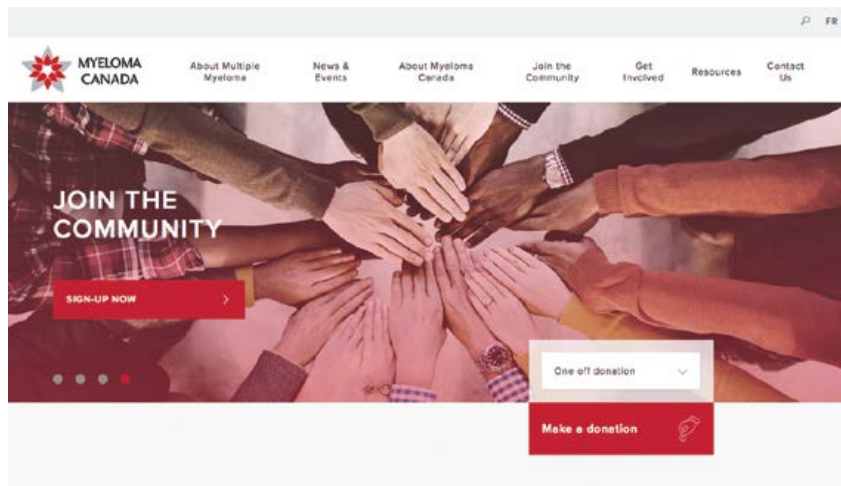 FR
MYELOMA
CANADA
About Multiple
Myeloma
News &
Events
About Myeloma
Canada
Join the
Community
Get
Involved
Resources
Contact
Us
JOIN THE
COMMUNITY
SIGN-UP NOW
One off donation
Make a donation